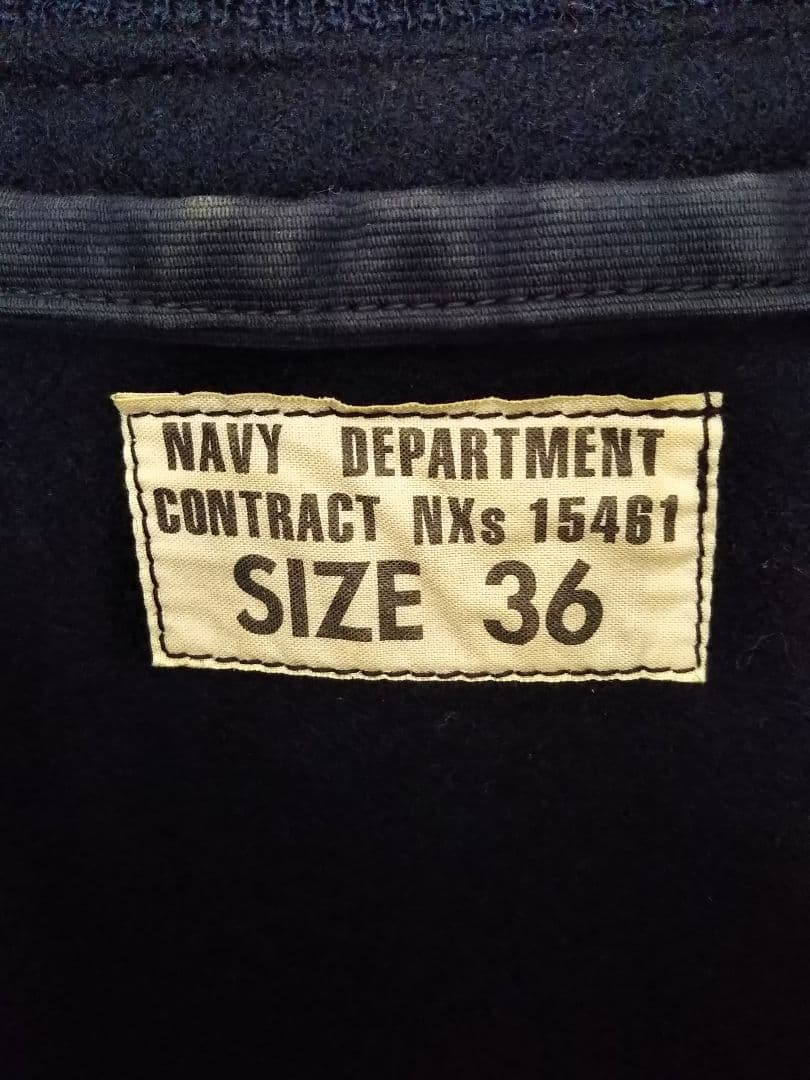 NAVY DEPARTMENT
CONTRACT NXs 15461
SIZE 36